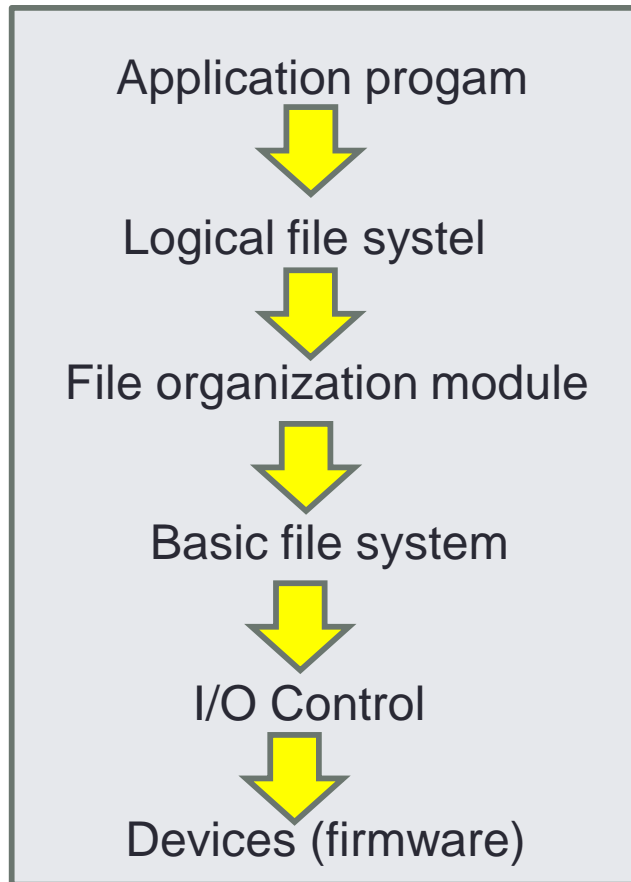 Application progam
Logical file systel
File organization module
Basic file system
I/O Control
Devices (firmware)